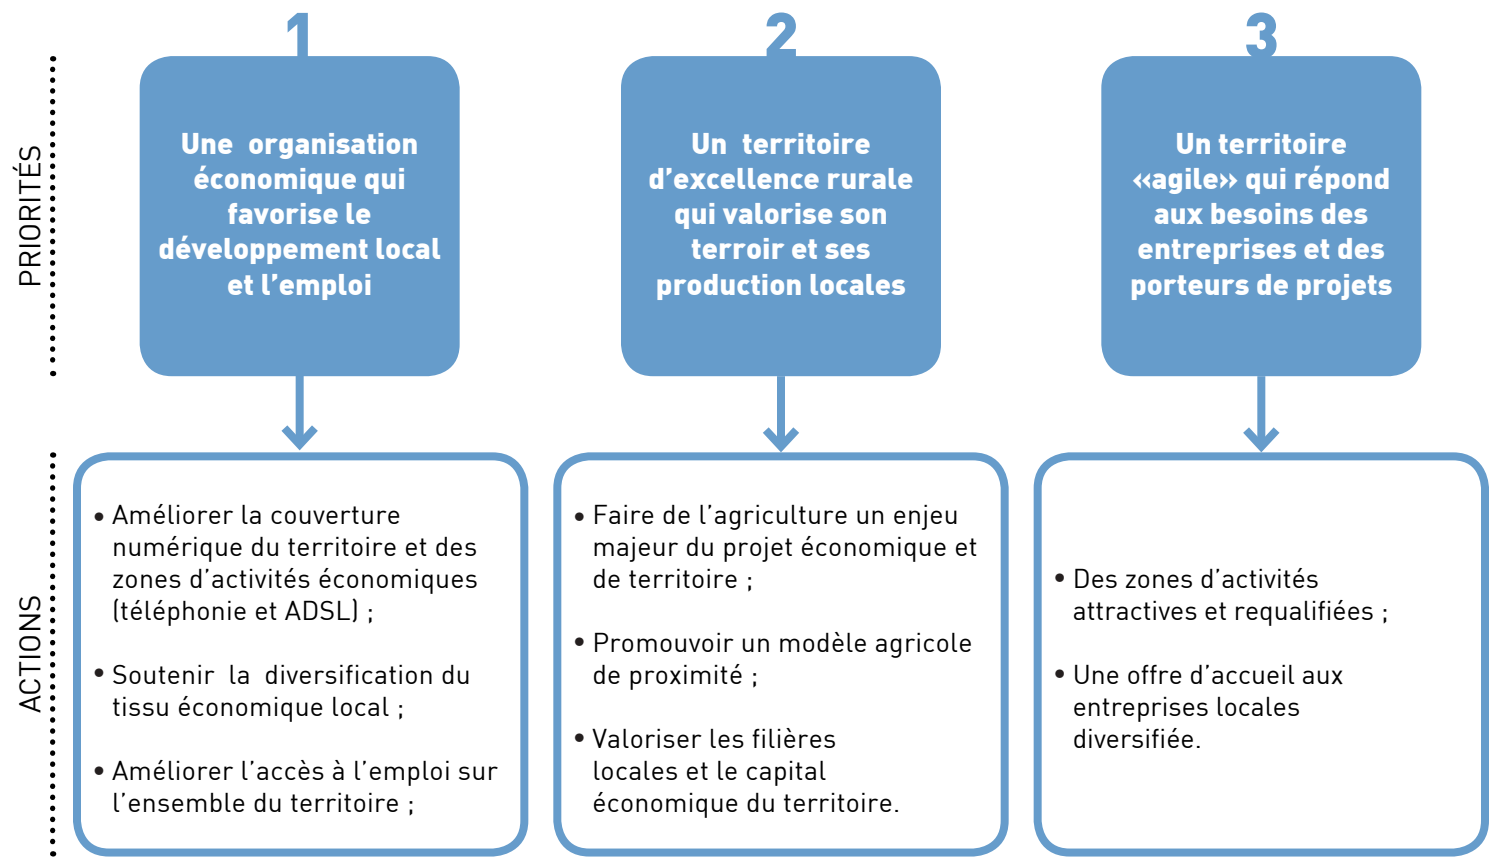 PRIORITÉS
1
Une organisation
économique qui
favorise le
développement local
et l’emploi
2
Un territoire
d’excellence rurale
qui valorise son
terroir et ses
production locales
3
Un territoire
«agile» qui répond
aux besoins des
entreprises et des
porteurs de projets
ACTIONS
• Améliorer la couverture
numérique du territoire et des
zones d’activités économiques
(téléphonie et ADSL) ;
• Soutenir la diversification du
tissu économique local ;
• Améliorer l’accès à l’emploi sur
l’ensemble du territoire ;
• Faire de l’agriculture un enjeu
majeur du projet économique et
de territoire ;
• Promouvoir un modèle agricole
de proximité ;
• Valoriser les filières
locales et le capital
économique du territoire.
• Des zones d’activités
attractives et requalifiées ;
• Une offre d’accueil aux
entreprises locales
diversifiée.